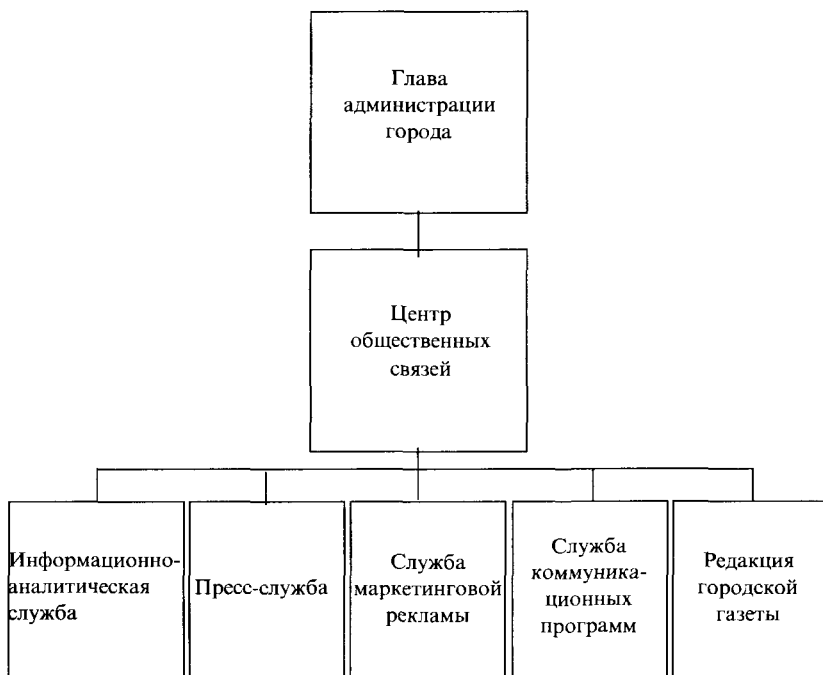 Глава
администрации
города
Центр
общественных
связей
Информационно-
аналитическая
служба
Пресс-служба
Служба
маркетинговой
рекламы
Служба
коммуника-
ционных
программ
Редакция
городской
газеты